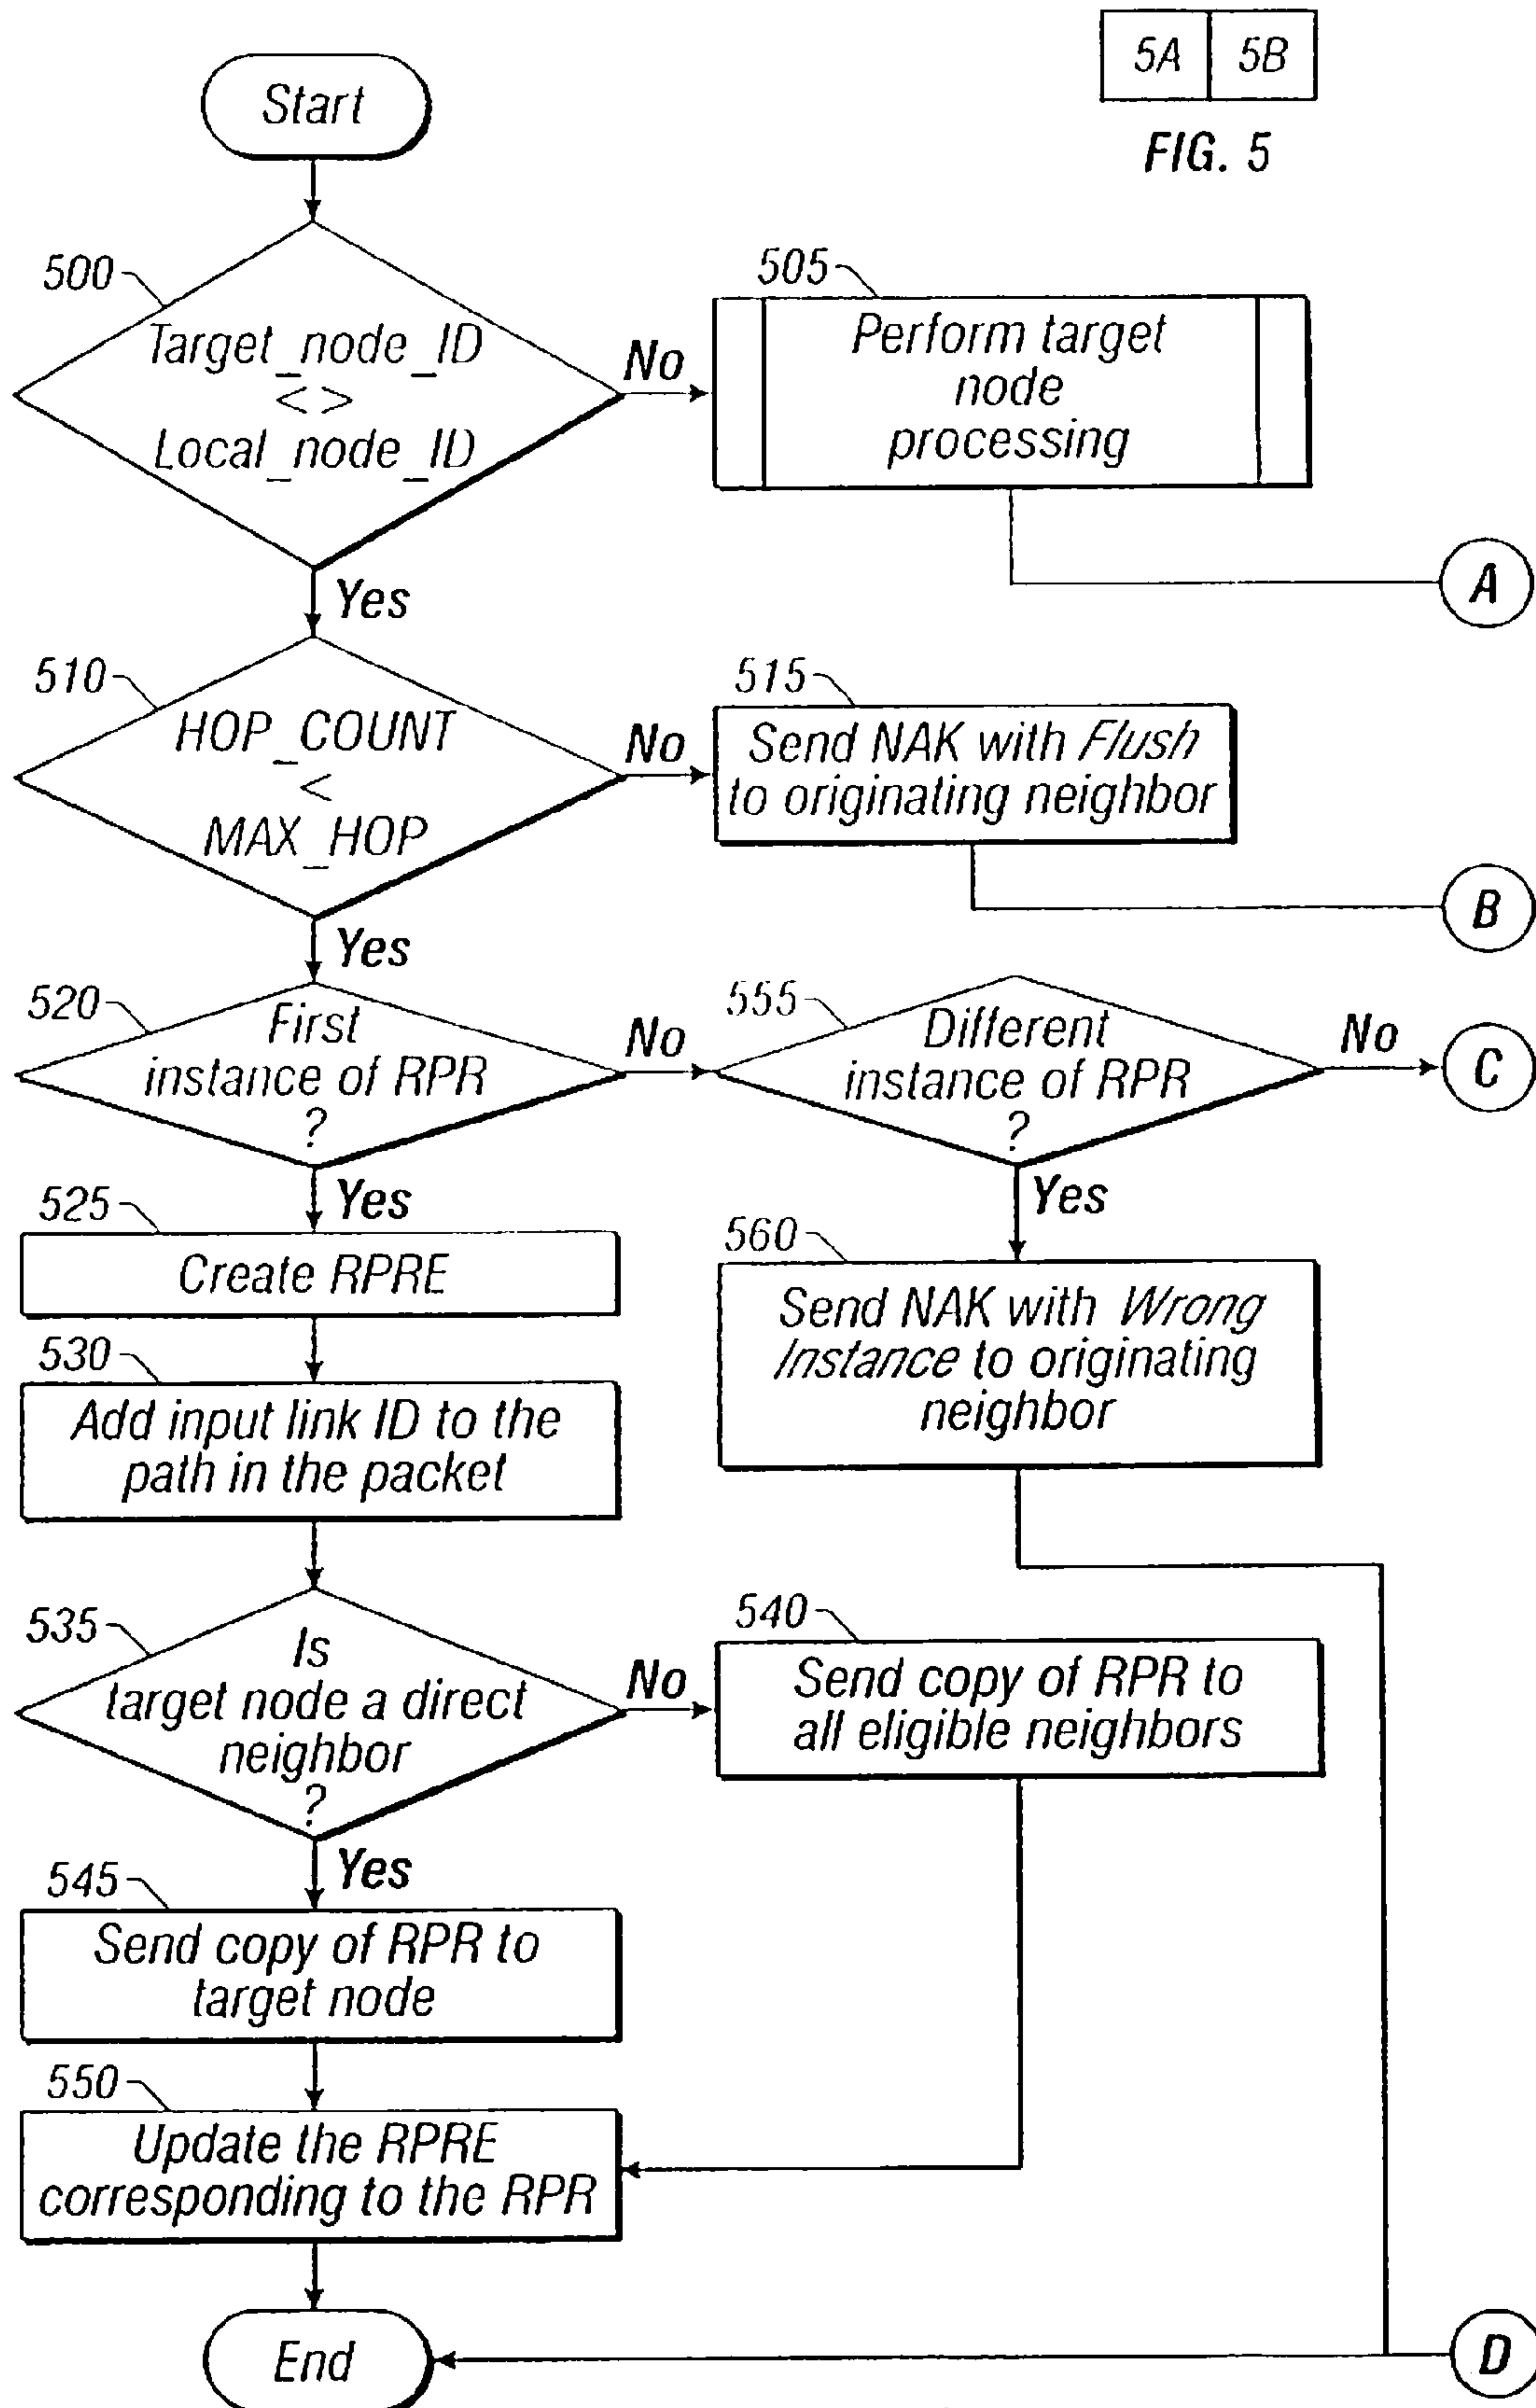 5A 5B
FIG. 5
Start
500
Target_node_ID
<>
Local_node_ID
No
505
Perform target
node
processing
A
Yes
510
HOP_COUNT
<
MAX_HOP
No
515
Send NAK with Flush
to originating neighbor
B
Yes
520
First
instance of RPR
?
No
555
Different
instance of RPR
?
No
C
Yes
525
Create RPRE
Yes
560
Send NAK with Wrong
Instance to originating
neighbor
530
Add input link ID to the
path in the packet
535
Is
target node a direct
neighbor
?
No
540
Send copy of RPR to
all eligible neighbors
Yes
545
Send copy of RPR to
target node
550
Update the RPRE
corresponding to the RPR
End
D